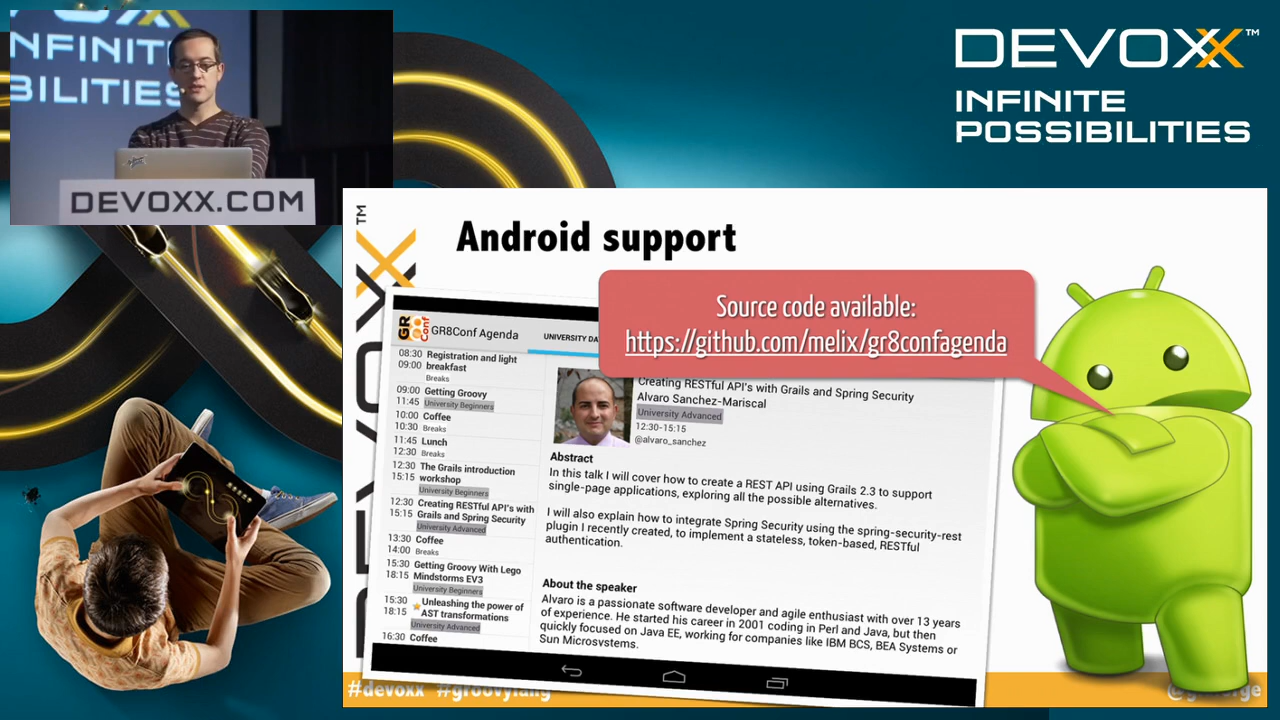 NFINIT
BILITIES
DEVOXX.COM
DEVOXX™
INFINITE
POSSIBILITIES
™
Android support
Source code available:
https://github.com/melix/gr8confagenda
GR8Conf Agenda
UNIVERSITY DA
08:30 Registration and light
09:00 breakfast
Breaks
09:00 Getting Groovy
11:45 University Beginners
10:00 Coffee
10:30 Breaks
11:45 Lunch
12:30 Breaks
12:30 The Grails introduction
15:15 workshop
University Beginners
12:30 Creating RESTful API's with
15:15 Grails and Spring Security
University Advanced
13:30 Coffee
14:00 Breaks
15:30 Getting Groovy With Lego
18:15 Mindstorms EV3
University Beginners
15:30 Unleashing the power of
18:15 AST transformations
University Advanced
16:30 Coffee
Creating RESTful API's with Grails and Spring Security
Alvaro Sanchez-Mariscal
University Advanced
12:30-15:15
@alvaro_sanchez
Abstract
In this talk I will cover how to create a REST API using Grails 2.3 to support
single-page applications, exploring all the possible alternatives.
I will also explain how to integrate Spring Security using the spring-security-rest
plugin I recently created, to implement a stateless, token-based, RESTful
authentication.
About the speaker
Alvaro is a passionate software developer and agile enthusiast with over 13 years
of experience. He started his career in 2001 coding in Perl and Java, but then
quickly focused on Java EE, working for companies like IBM BCS, BEA Systems or
Sun Microsystems.
#devoxx #groovylang